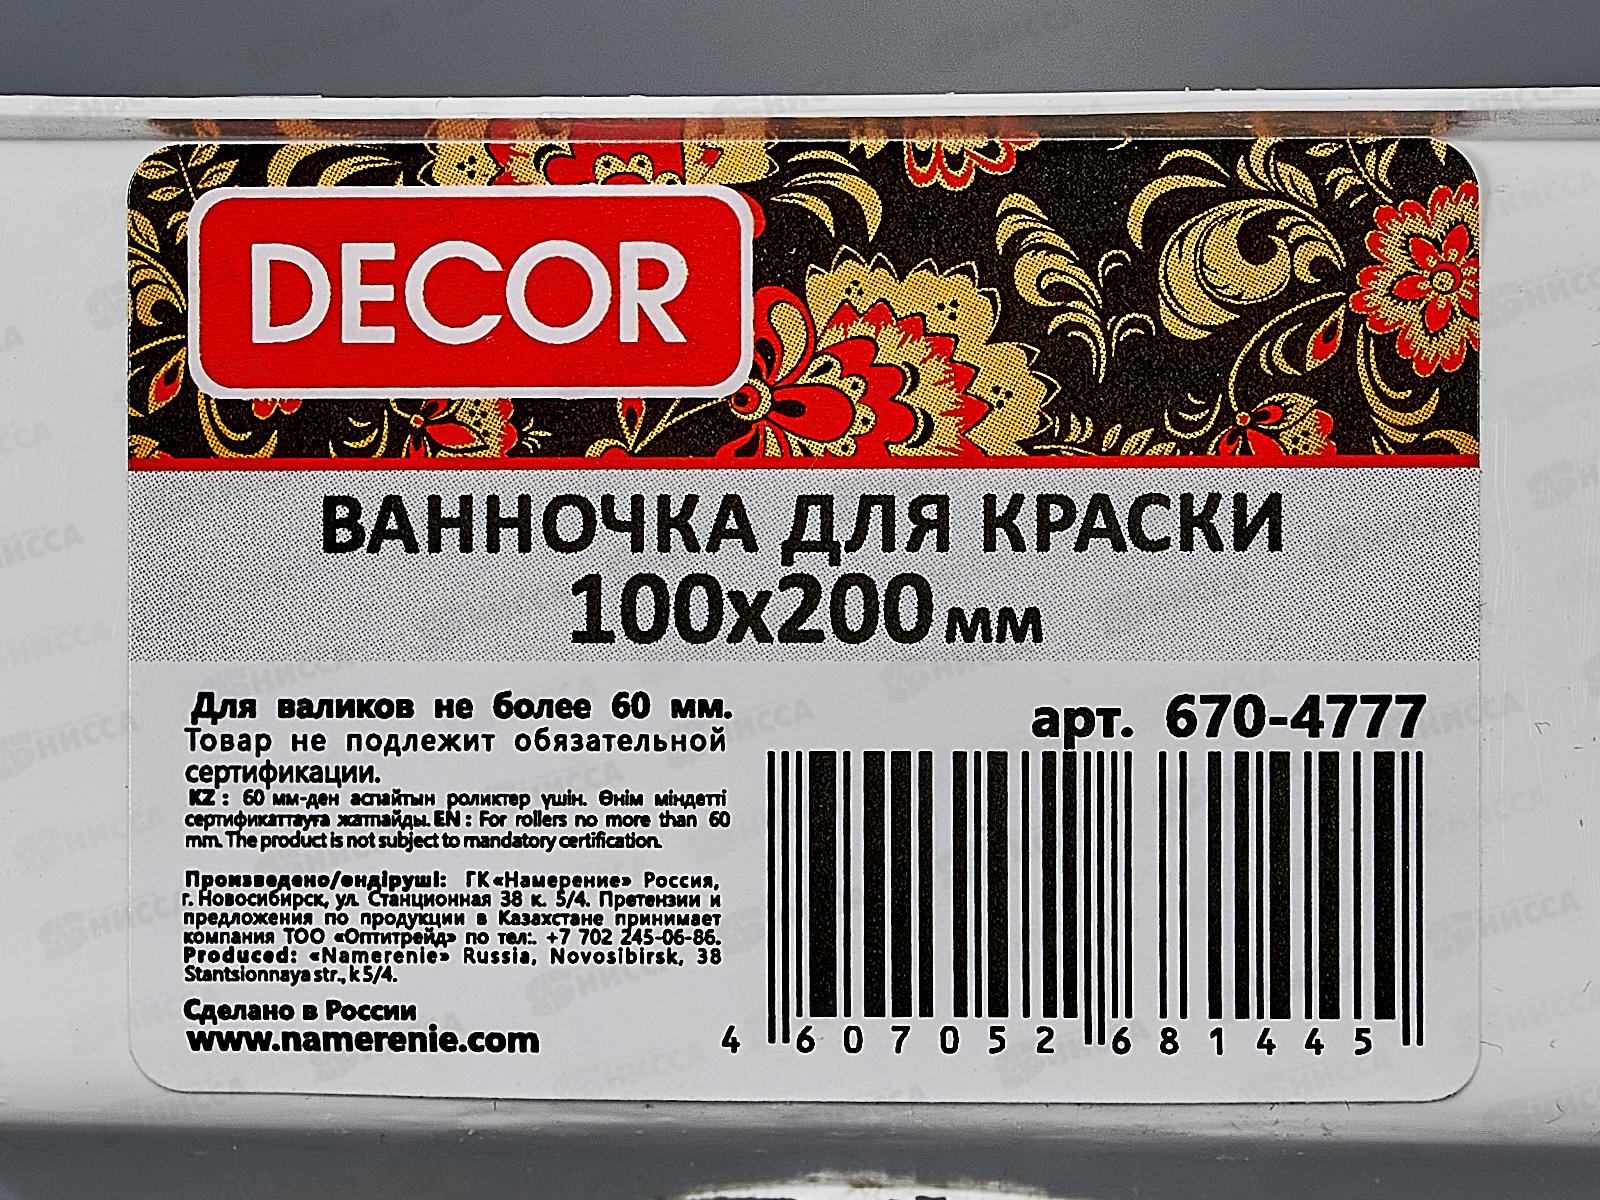 DECOR
ВАННОЧКА ДЛЯ КРАСКИ
100х200мм
Для валиков не более 60 мм.
Товар не подлежит обязательной
сертификации.
KZ : 60 мм-ден аспайтын роликтер үшін. Өнім міндетті
сертификаттауға жатпайды. EN : For rollers no more than 60
mm. The product is not subject to mandatory certification.
Произведено/өндіруші: ГК«Намерение» Россия,
г. Новосибирск, ул. Станционная 38 к. 5/4. Претензии и
предложения по продукции в Казахстане принимает
компания ТОО «Оптитрейд» по тел:. +7 702 245-06-86.
Produced: «Namerenie» Russia, Novosibirsk, 38
Stantsionnaya str., k 5/4.
Сделано в России
www.namerenie.com
арт. 670-4777
4 607052 681445